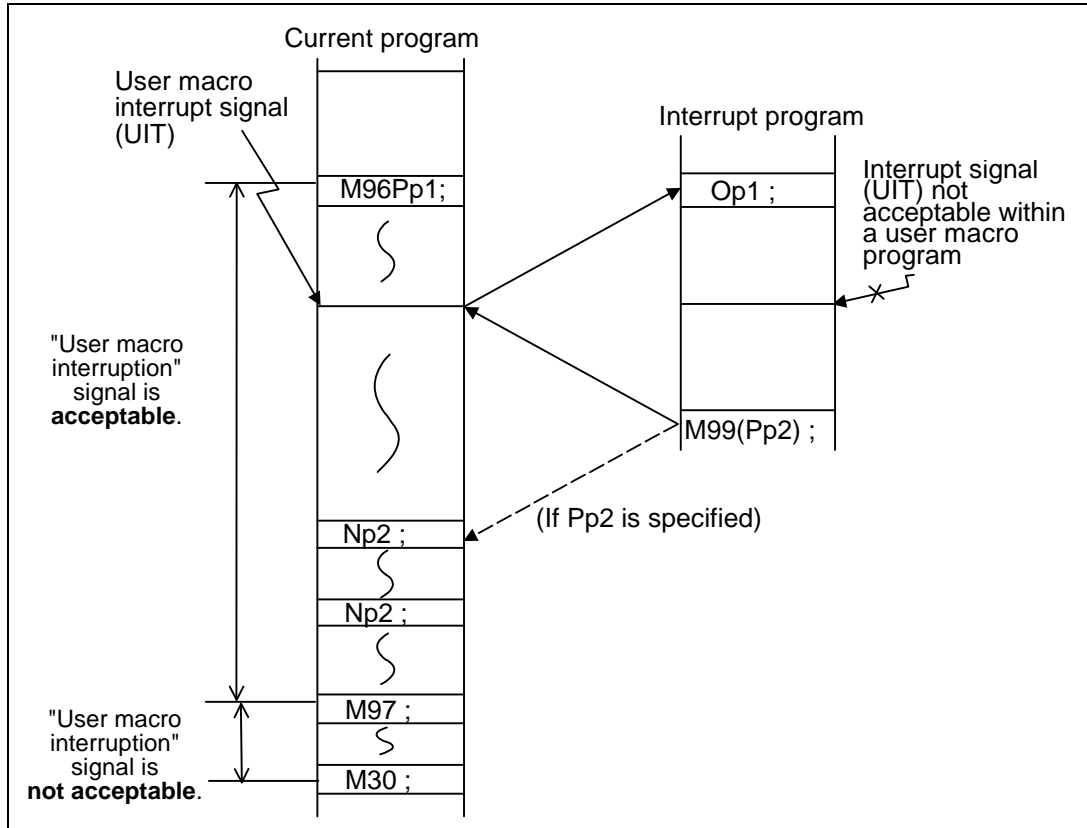 Current program
User macro
interrupt signal
(UIT)
Interrupt program
M96Pp1;
Op1 ;
Interrupt signal
(UIT) not
acceptable within
a user macro
program
"User macro
interruption"
signal is
acceptable.
M99(Pp2) ;
(If Pp2 is specified)
Np2 ;
Np2 ;
M97 ;
"User macro
interruption"
signal is
not acceptable.
M30 ;